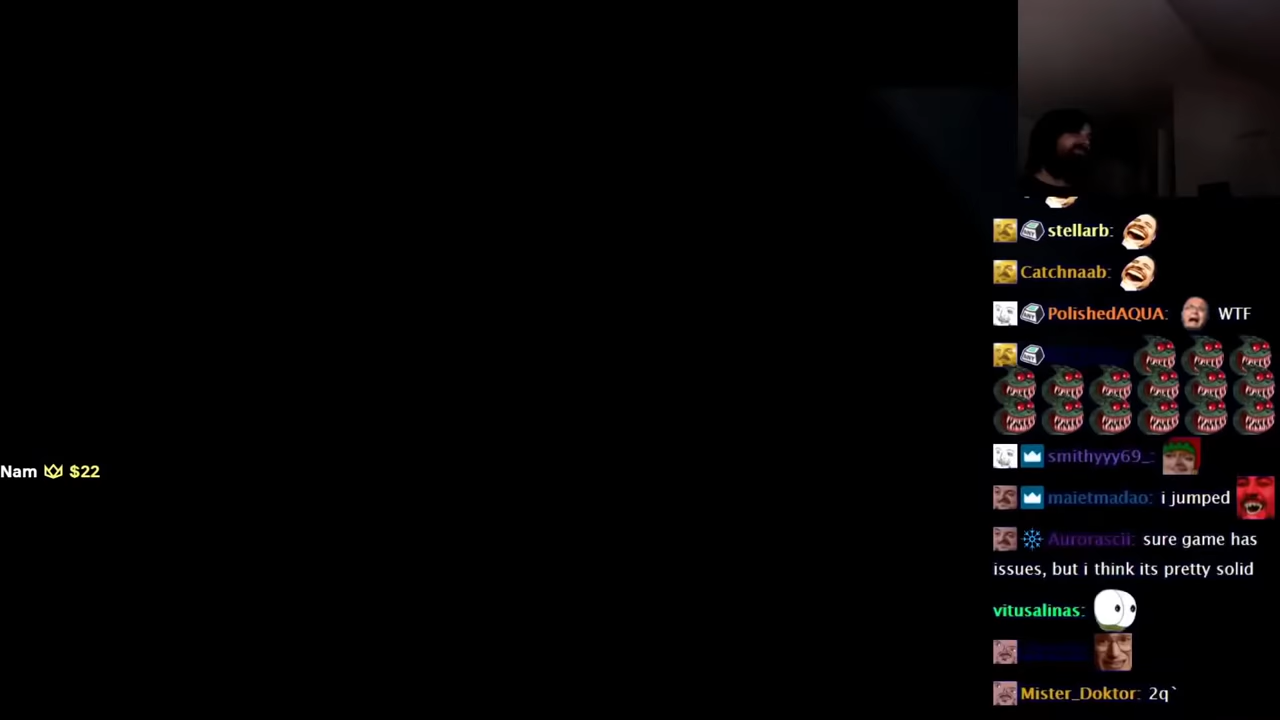 stellarb:
Catchnaab:
PolishedAQUA: WTF
Nam $22
smithyyy69_:
maietmadao: i jumped
Aurorascii: sure game has
issues, but i think its pretty solid
vitusalinas:
Mister_Doktor: 2q`